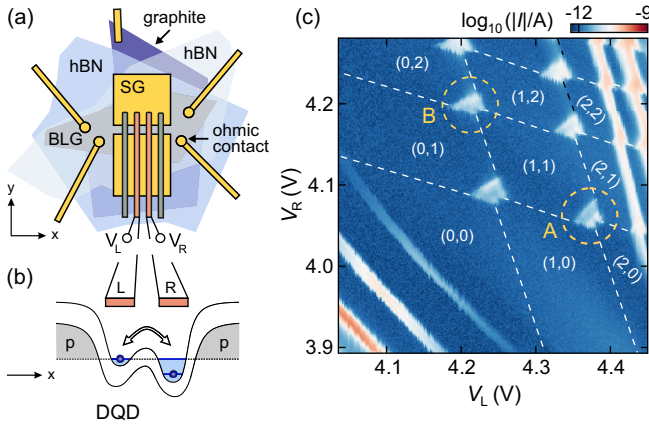 (a)
graphite
hBN
hBN
SG
BLG
ohmic
contact
y
x
V_L
V_R
(b)
L
R
p
p
x
DQD
(c)
log₁₀(|I|/A)
-12
-9
(0,2)
A
B
(1,2)
(2,2)
(0,1)
(1,1)
(2,1)
(0,0)
A
(1,0)
(2,0)
4.2
4.1
4.0
3.9
V_R (V)
4.1
4.2
4.3
4.4
V_L (V)